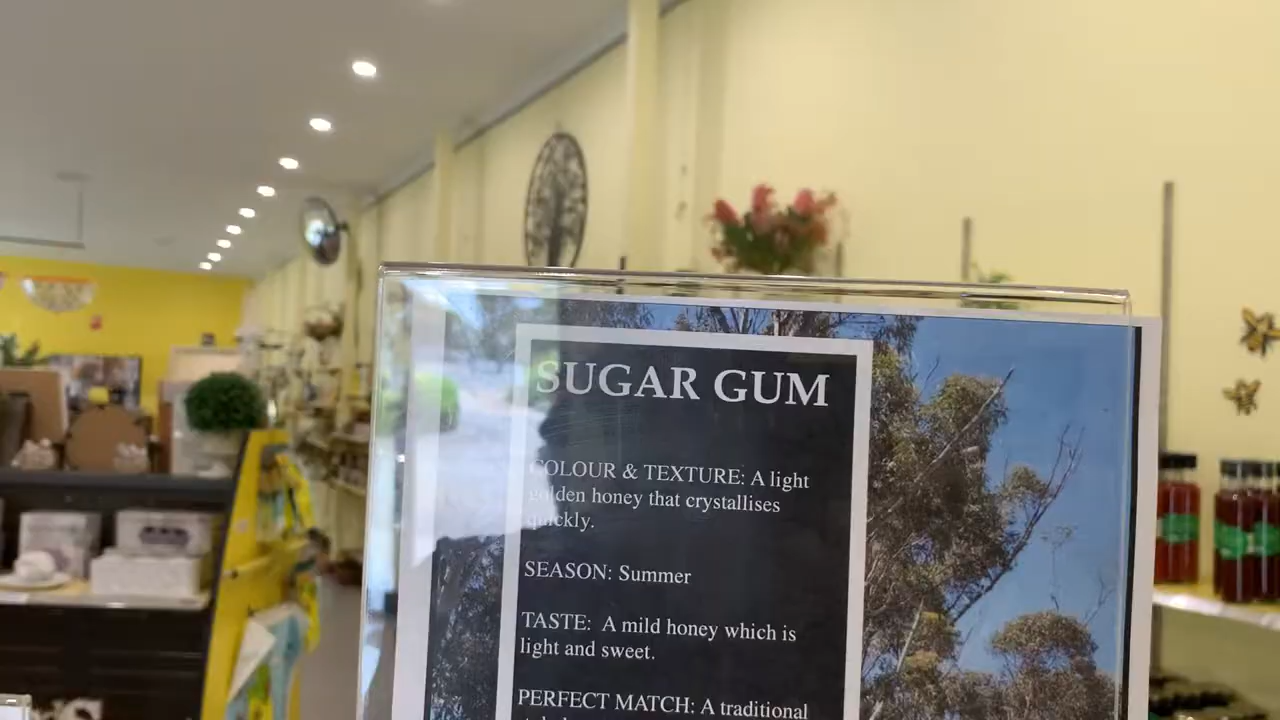 SUGAR GUM
COLOUR & TEXTURE: A light
golden honey that crystallises
quickly.
SEASON: Summer
TASTE: A mild honey which is
light and sweet.
PERFECT MATCH: A traditional